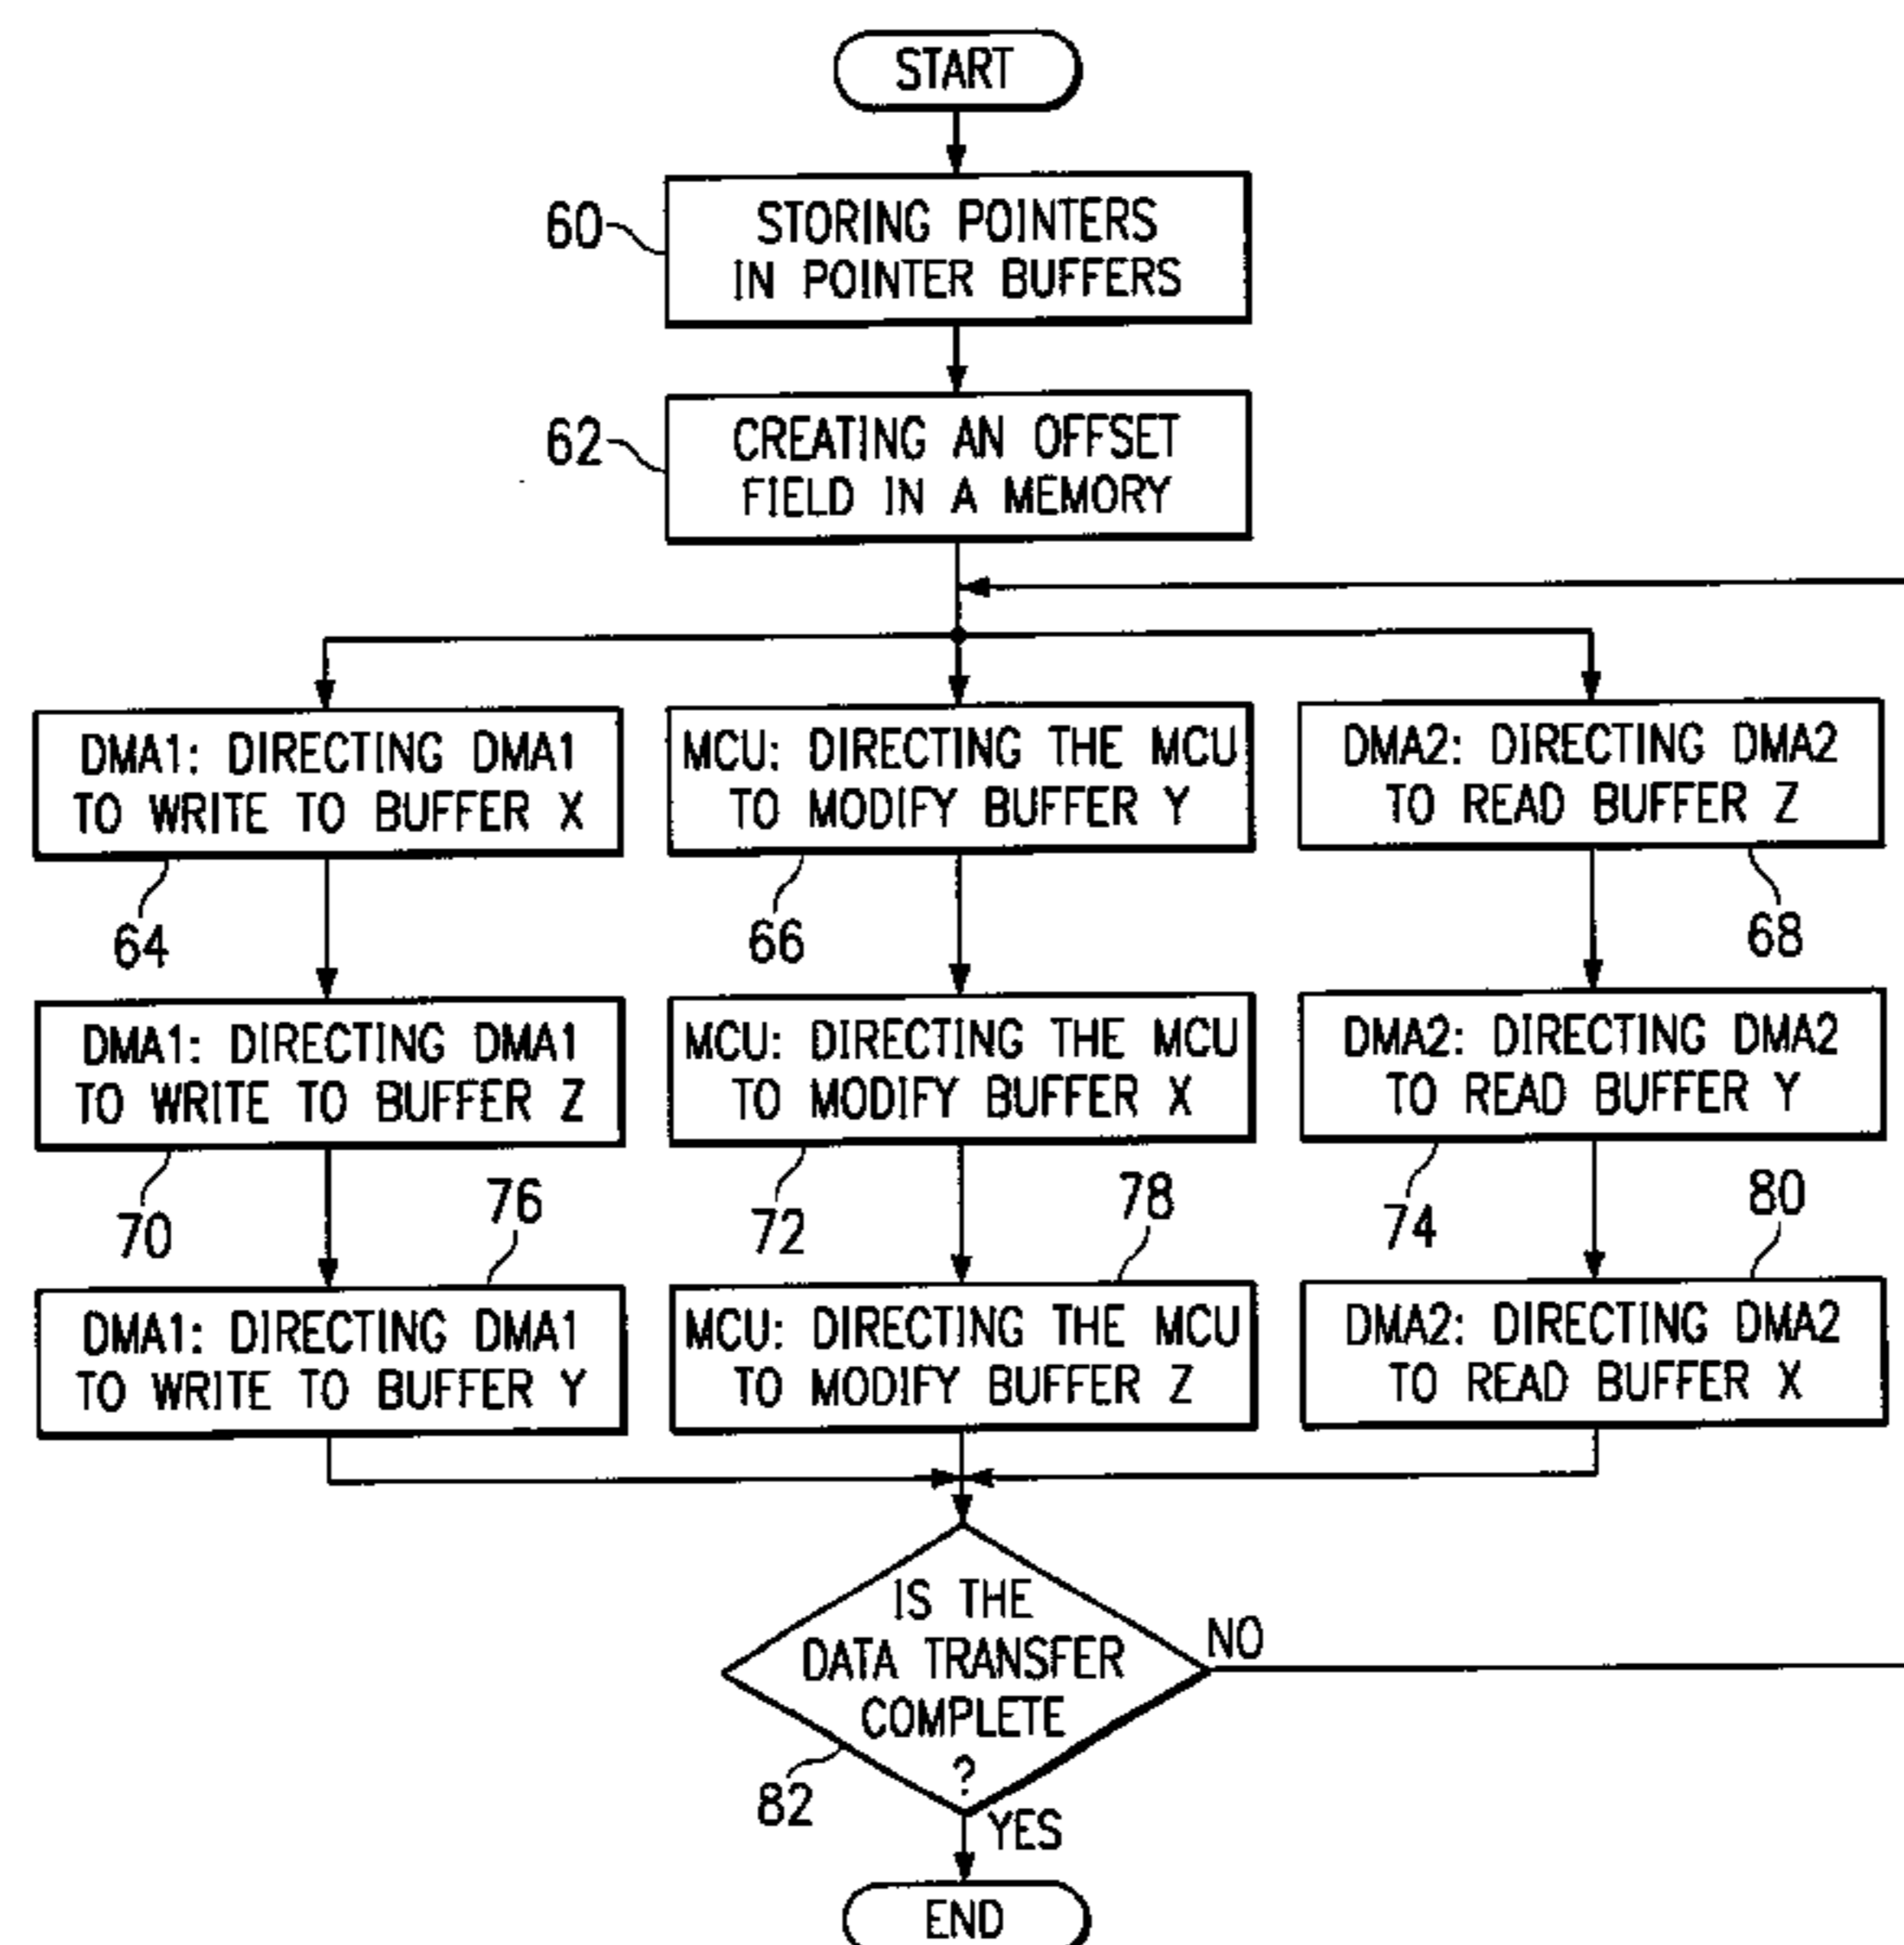 START
60
STORING POINTERS
IN POINTER BUFFERS
62
CREATING AN OFFSET
FIELD IN A MEMORY
DMA1: DIRECTING DMA1
TO WRITE TO BUFFER X
64
MCU: DIRECTING THE MCU
TO MODIFY BUFFER Y
66
DMA2: DIRECTING DMA2
TO READ BUFFER Z
68
DMA1: DIRECTING DMA1
TO WRITE TO BUFFER Z
70
MCU: DIRECTING THE MCU
TO MODIFY BUFFER X
72
DMA2: DIRECTING DMA2
TO READ BUFFER Y
74
76
DMA1: DIRECTING DMA1
TO WRITE TO BUFFER Y
78
MCU: DIRECTING THE MCU
TO MODIFY BUFFER Z
80
DMA2: DIRECTING DMA2
TO READ BUFFER X
IS THE
DATA TRANSFER
COMPLETE
?
82
NO
YES
END